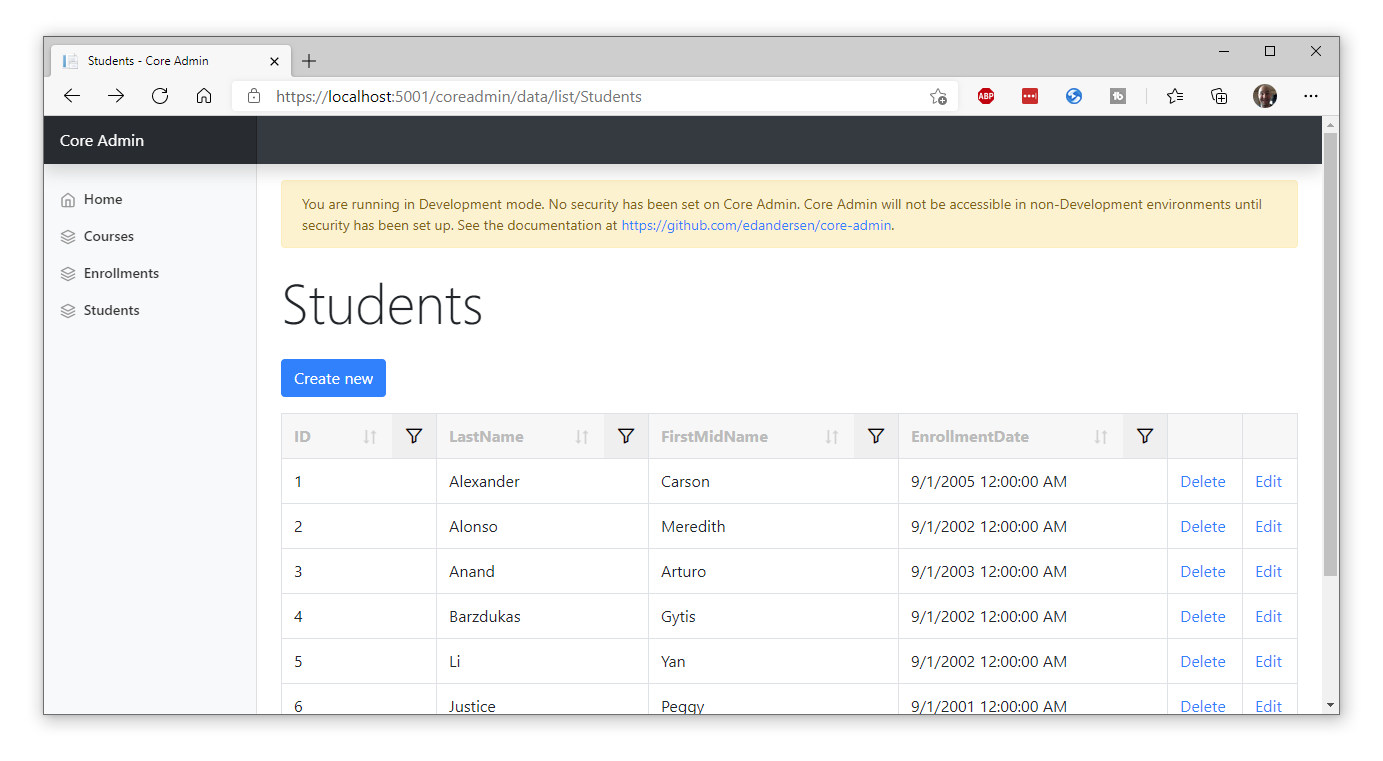 Students - Core Admin
https://localhost:5001/coreadmin/data/list/Students
ABP
Core Admin
Home
Courses
Enrollments
Students
You are running in Development mode. No security has been set on Core Admin. Core Admin will not be accessible in non-Development environments until
security has been set up. See the documentation at https://github.com/edandersen/core-admin.
Students
Create new
ID LastName FirstMidName EnrollmentDate
1 Alexander Carson 9/1/2005 12:00:00 AM Delete Edit
2 Alonso Meredith 9/1/2002 12:00:00 AM Delete Edit
3 Anand Arturo 9/1/2003 12:00:00 AM Delete Edit
4 Barzdukas Gytis 9/1/2002 12:00:00 AM Delete Edit
5 Li Yan 9/1/2002 12:00:00 AM Delete Edit
6 Justice Peggy 9/1/2001 12:00:00 AM Delete Edit